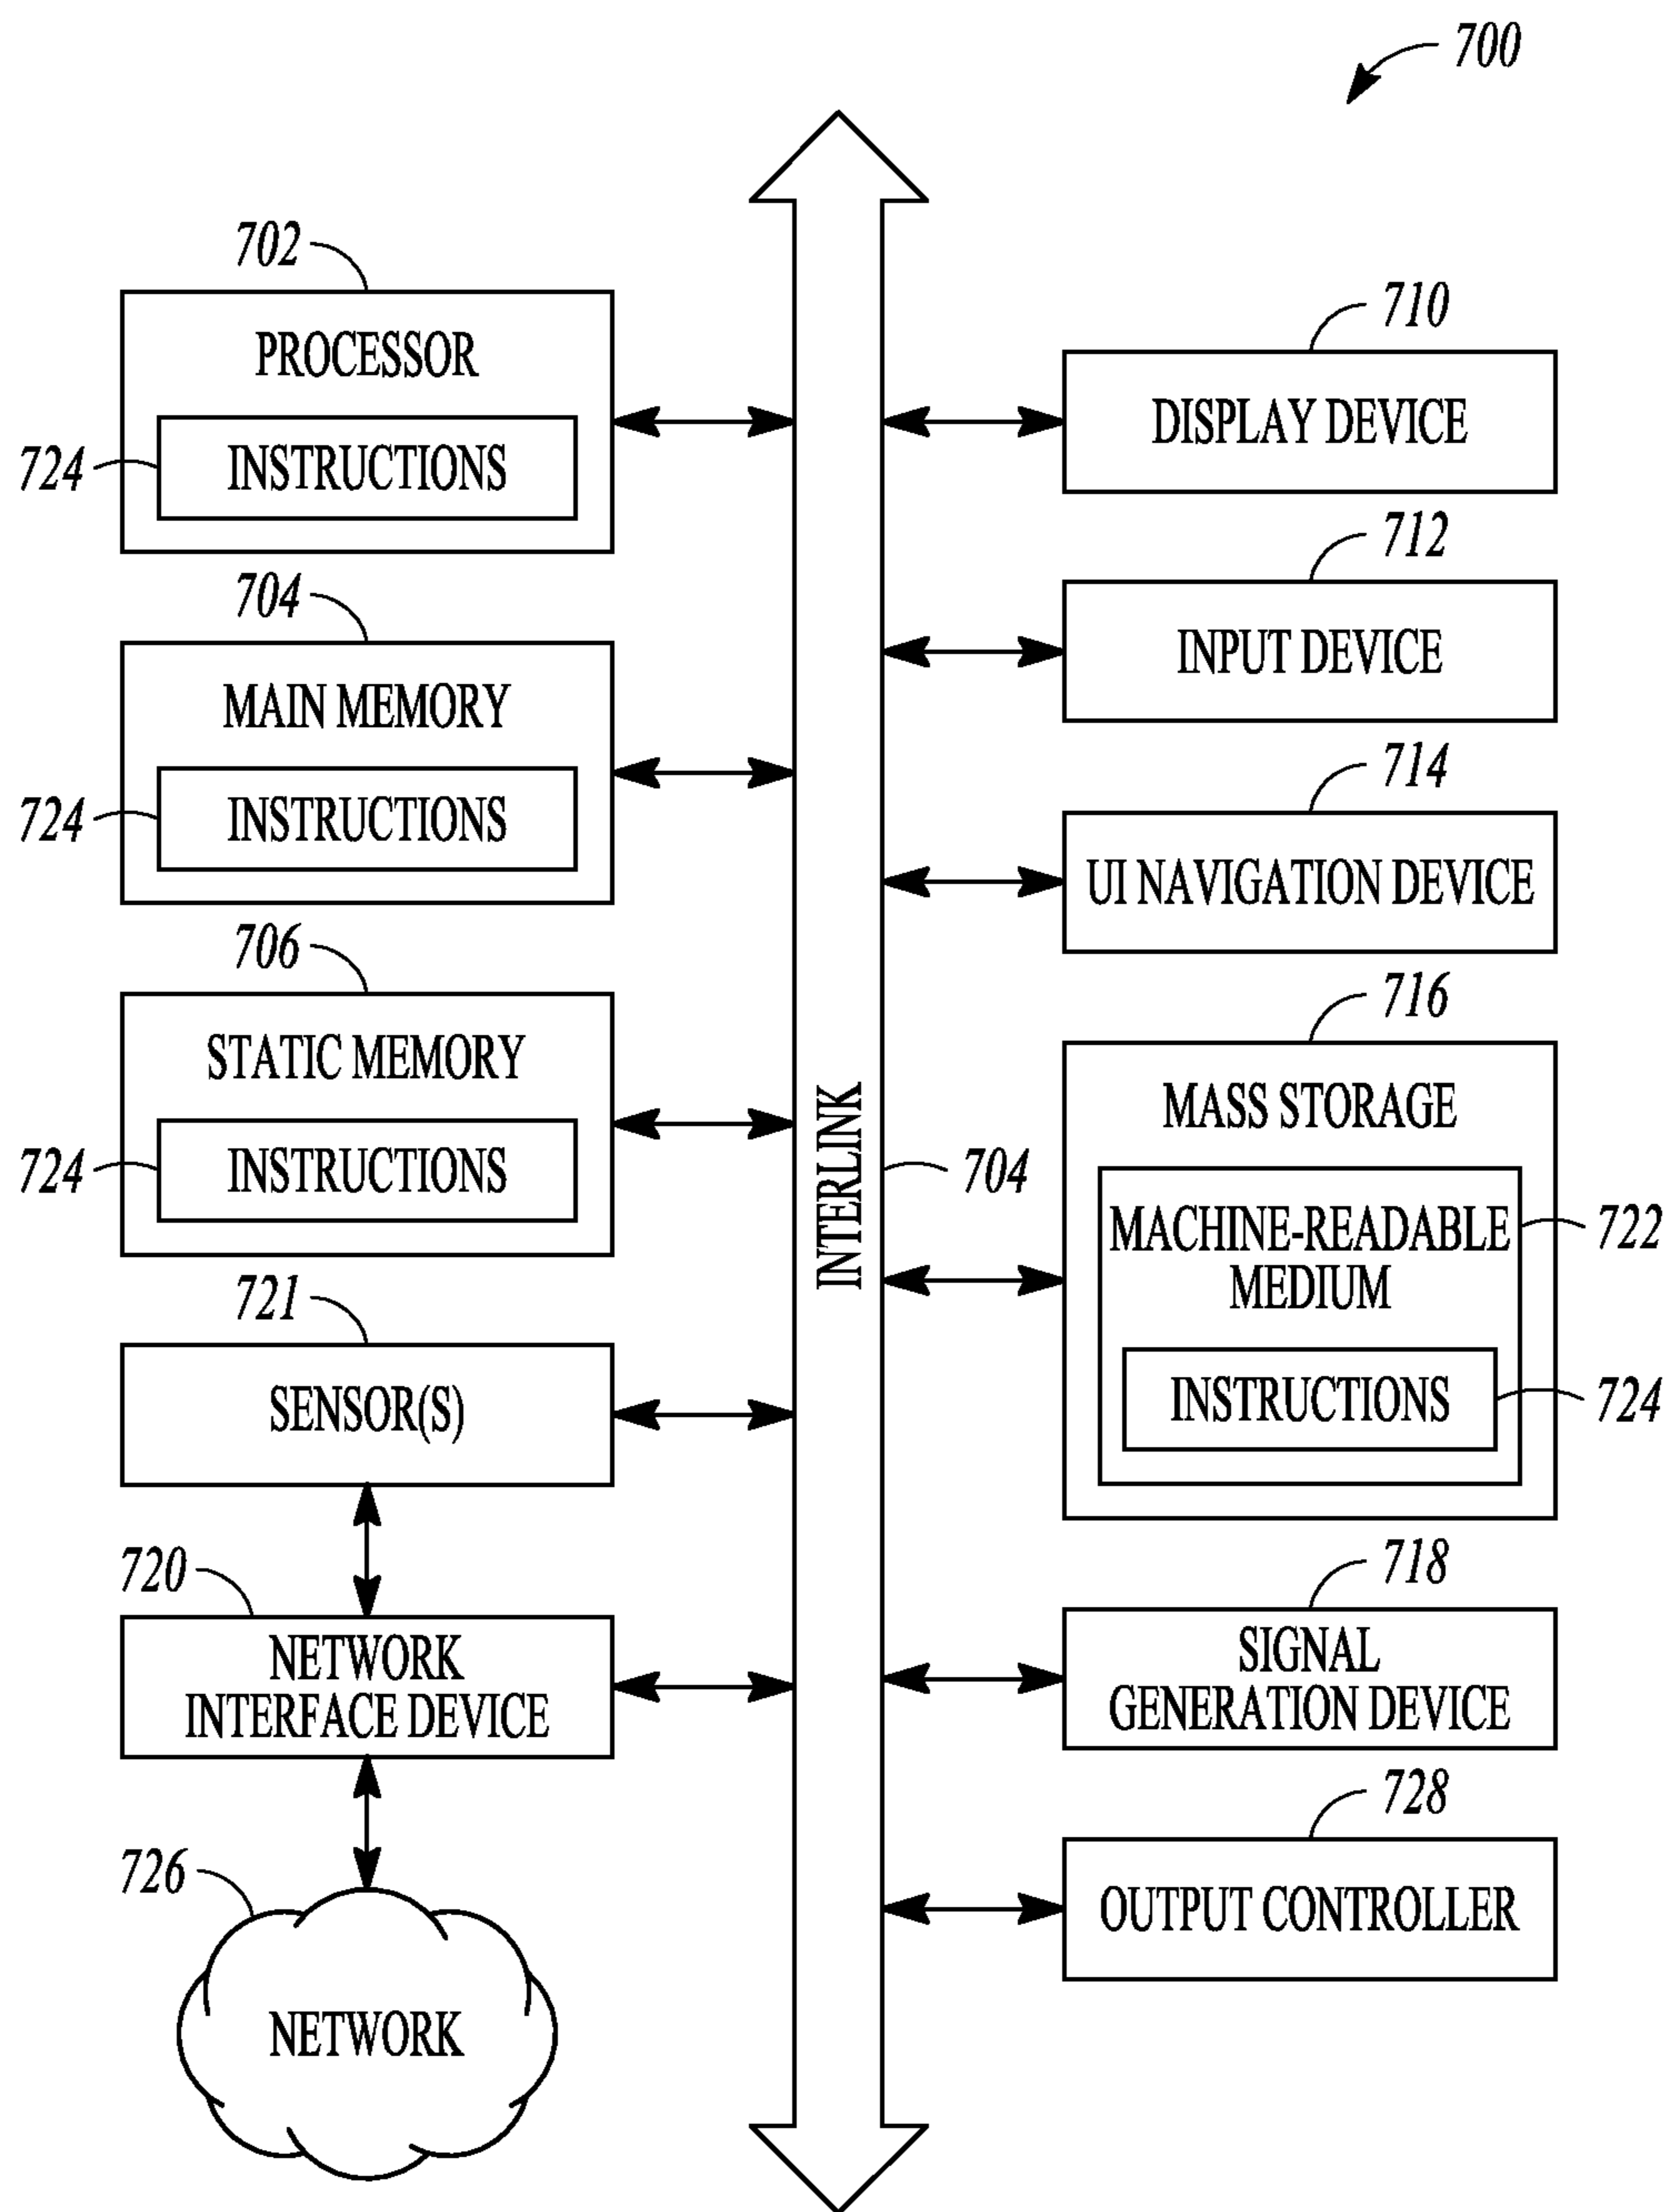 700
702
PROCESSOR
724
INSTRUCTIONS
704
MAIN MEMORY
724
INSTRUCTIONS
706
STATIC MEMORY
724
INSTRUCTIONS
721
SENSOR(S)
720
NETWORK
INTERFACE DEVICE
726
NETWORK
INTERLINK
704
710
DISPLAY DEVICE
712
INPUT DEVICE
714
UI NAVIGATION DEVICE
716
MASS STORAGE
MACHINE-READABLE
MEDIUM
722
INSTRUCTIONS
724
718
SIGNAL
GENERATION DEVICE
728
OUTPUT CONTROLLER